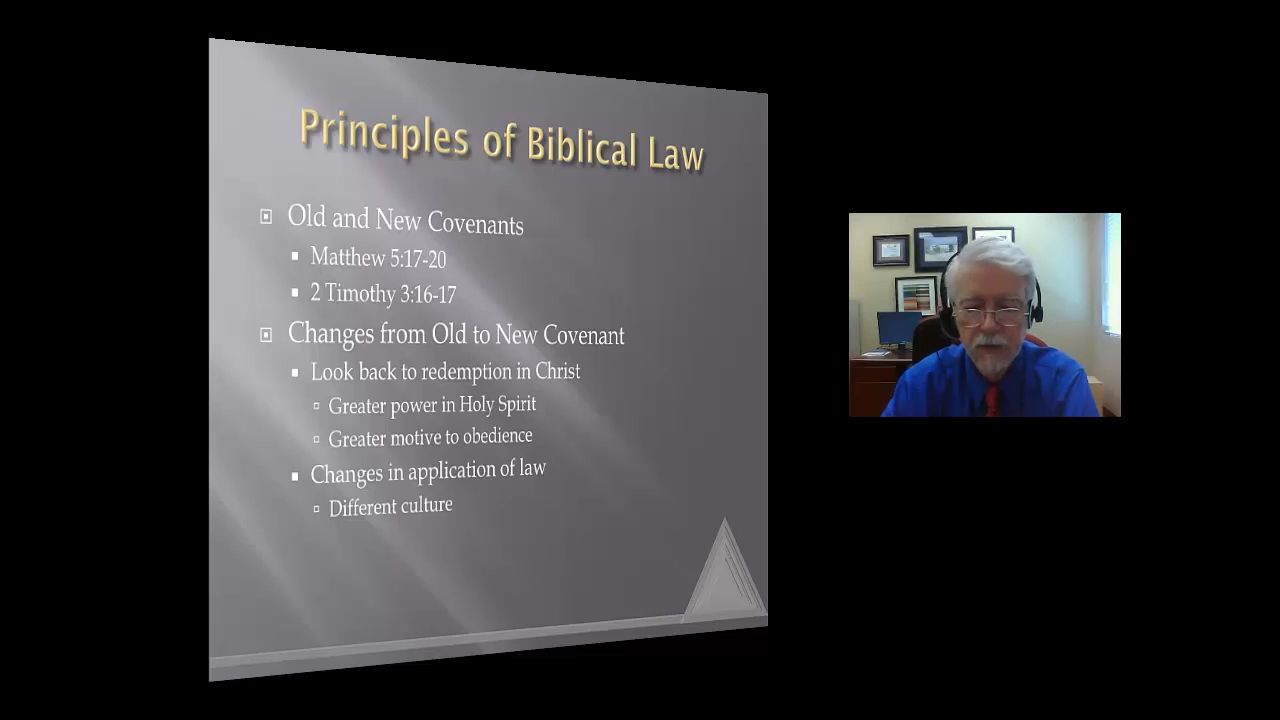 Principles of Biblical Law
Old and New Covenants
Matthew 5:17-20
2 Timothy 3:16-17
Changes from Old to New Covenant
Look back to redemption in Christ
Greater power in Holy Spirit
Greater motive to obedience
Changes in application of law
Different culture